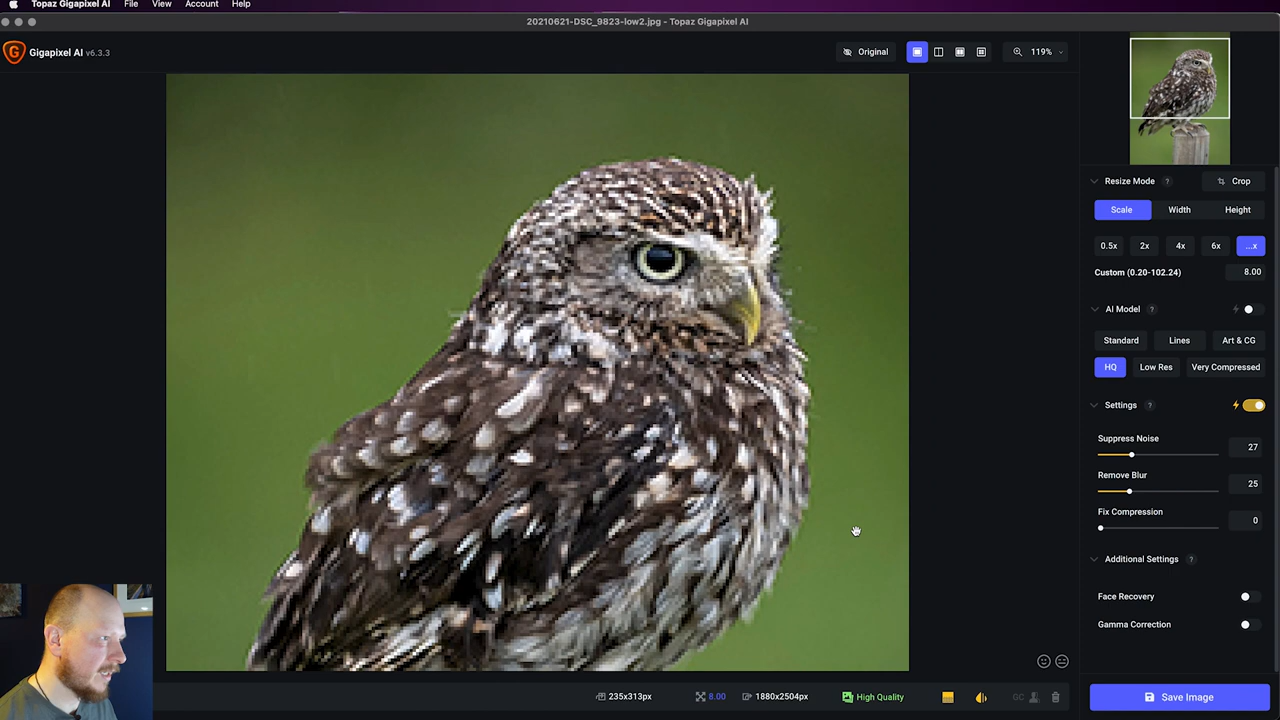 Topaz Gigapixel AI File View Account Help
20210621-DSC_9823-low2.jpg - Topaz Gigapixel AI
Gigapixel AI v6.3.3
Original
119%
Resize Mode ? Crop
Scale Width Height
0.5x 2x 4x 6x ...x
Custom (0.20-102.24) 8.00
AI Model ?
Standard Lines Art & CG
HQ Low Res Very Compressed
Settings ?
Suppress Noise
27
Remove Blur
25
Fix Compression
0
Additional Settings ?
Face Recovery
Gamma Correction
235x313px 8.00 1880x2504px High Quality GC
Save Image